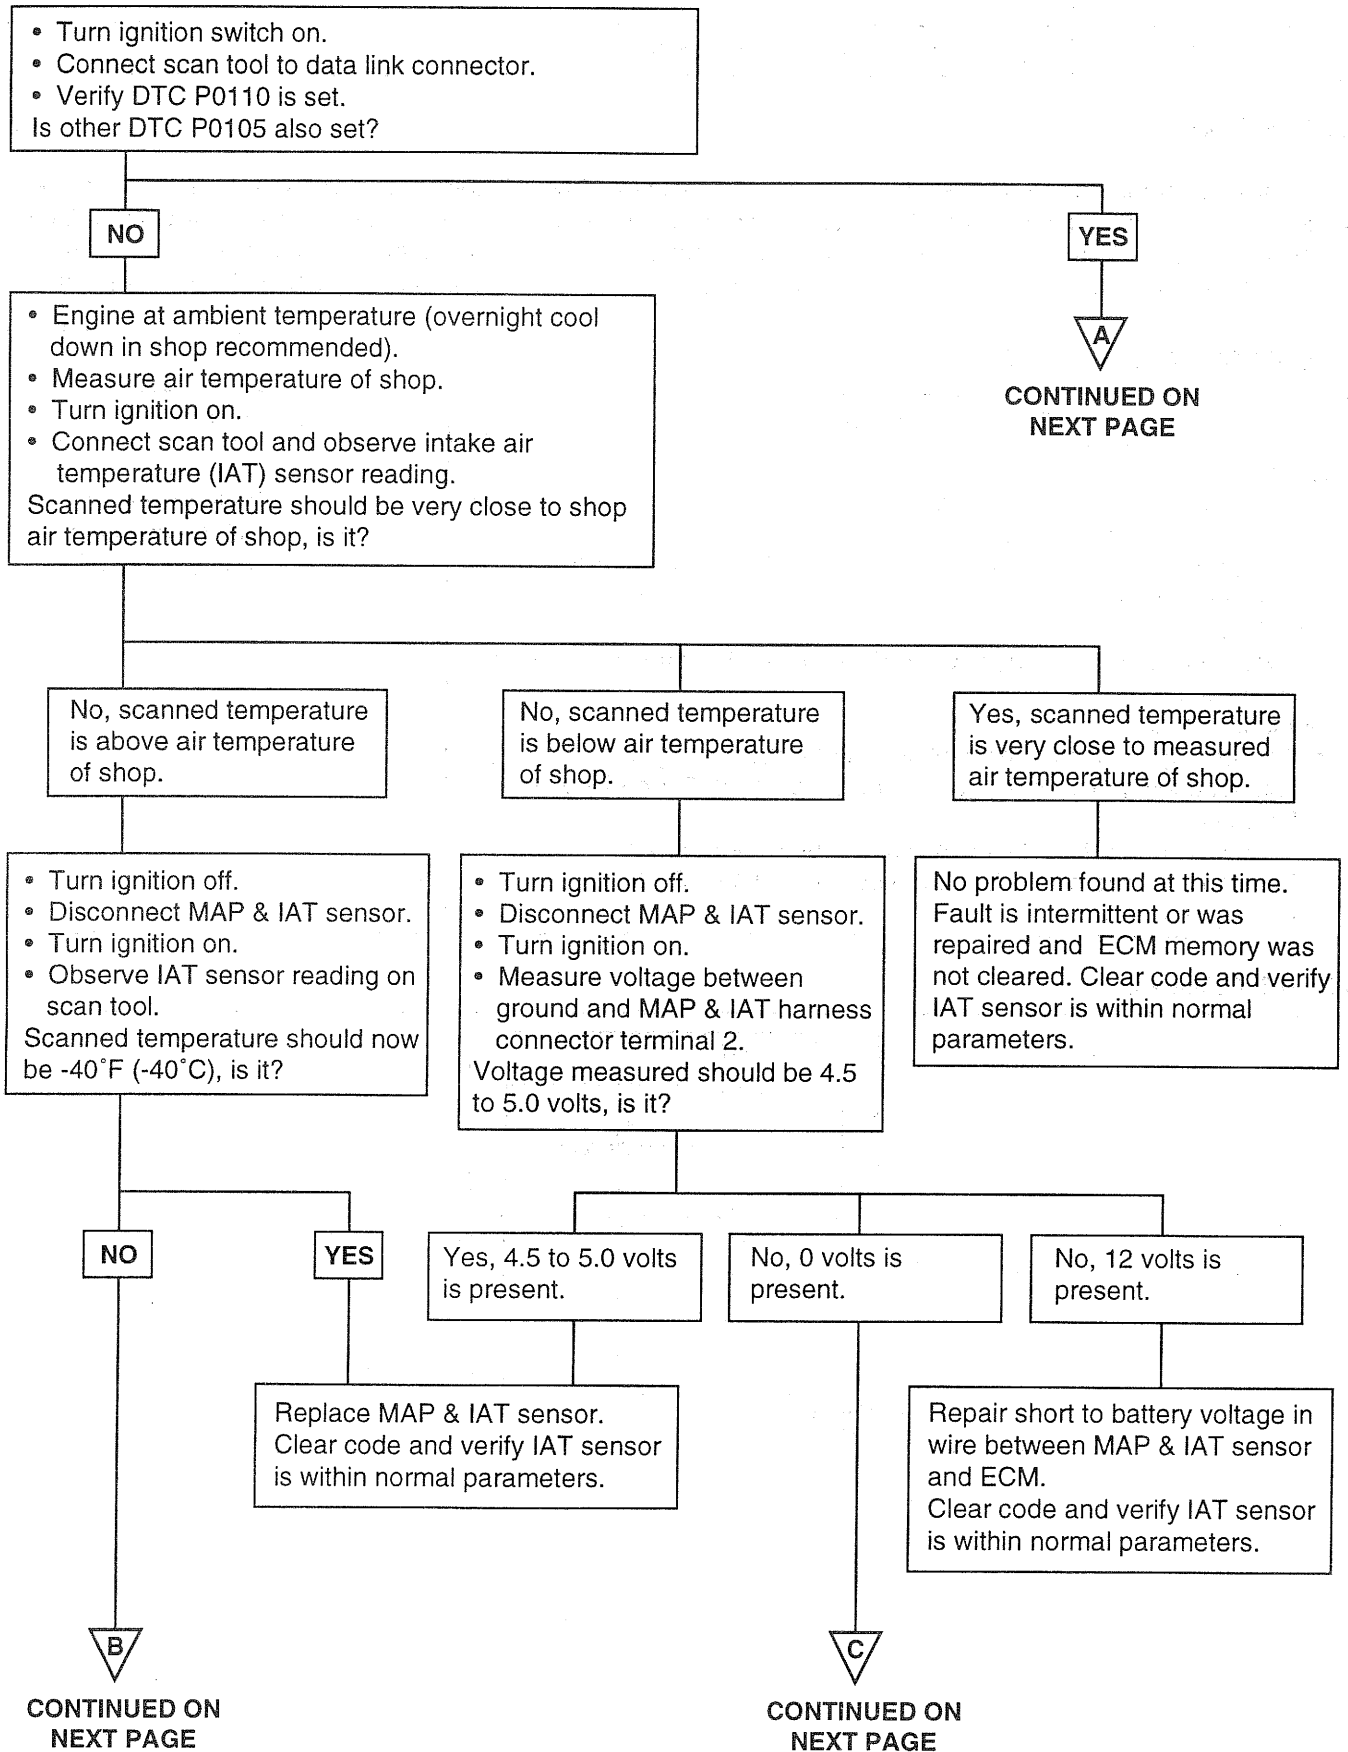 • Turn ignition switch on.
• Connect scan tool to data link connector.
• Verify DTC P0110 is set.
Is other DTC P0105 also set?
NO
YES
• Engine at ambient temperature (overnight cool
down in shop recommended).
• Measure air temperature of shop.
• Turn ignition on.
• Connect scan tool and observe intake air
temperature (IAT) sensor reading.
Scanned temperature should be very close to shop
air temperature of shop, is it?
A
CONTINUED ON
NEXT PAGE
No, scanned temperature
is above air temperature
of shop.
No, scanned temperature
is below air temperature
of shop.
Yes, scanned temperature
is very close to measured
air temperature of shop.
• Turn ignition off.
• Disconnect MAP & IAT sensor.
• Turn ignition on.
• Observe IAT sensor reading on
scan tool.
Scanned temperature should now
be -40°F (-40°C), is it?
• Turn ignition off.
• Disconnect MAP & IAT sensor.
• Turn ignition on.
• Measure voltage between
ground and MAP & IAT harness
connector terminal 2.
Voltage measured should be 4.5
to 5.0 volts, is it?
No problem found at this time.
Fault is intermittent or was
repaired and ECM memory was
not cleared. Clear code and verify
IAT sensor is within normal
parameters.
NO
YES
Yes, 4.5 to 5.0 volts
is present.
No, 0 volts is
present.
No, 12 volts is
present.
Replace MAP & IAT sensor.
Clear code and verify IAT sensor
is within normal parameters.
Repair short to battery voltage in
wire between MAP & IAT sensor
and ECM.
Clear code and verify IAT sensor
is within normal parameters.
B
CONTINUED ON
NEXT PAGE
C
CONTINUED ON
NEXT PAGE